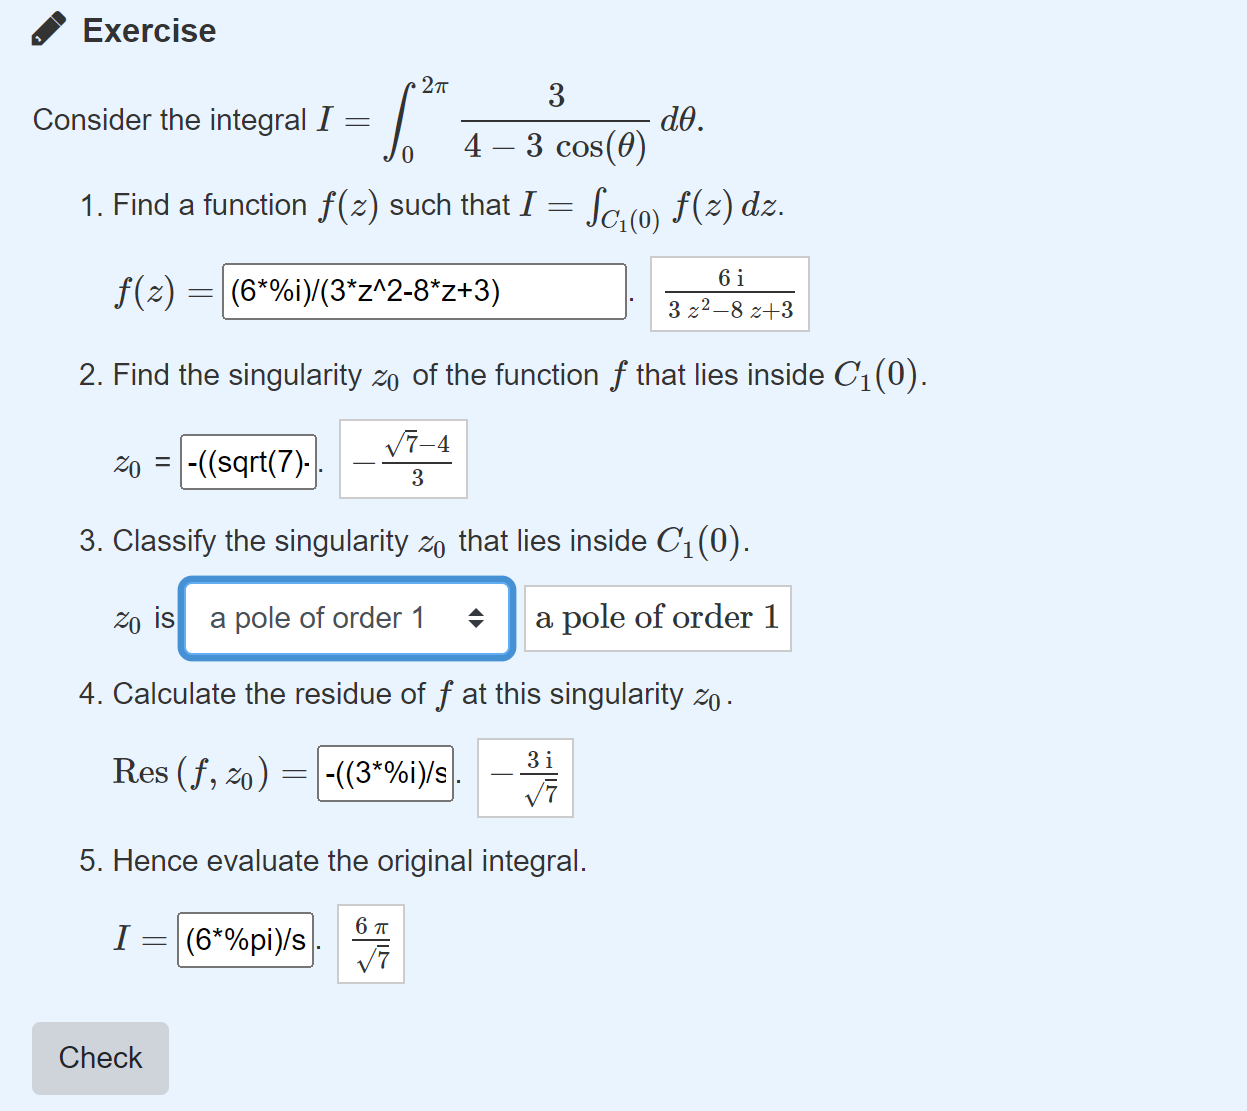 Exercise
Consider the integral $I = \int_0^{2\pi} \frac{3}{4 - 3 \cos(\theta)} \, d\theta.$
1. Find a function $f(z)$ such that $I = \int_{C_1(0)} f(z) \, dz.$
$f(z) =$ (6*%i)/(3*z^2-8*z+3) . $\frac{6 \, \mathrm{i}}{3 \, z^2 - 8 \, z + 3}$
2. Find the singularity $z_0$ of the function $f$ that lies inside $C_1(0)$.
$z_0$ = -((sqrt(7)- . $-\frac{\sqrt{7}-4}{3}$
3. Classify the singularity $z_0$ that lies inside $C_1(0)$.
$z_0$ is a pole of order 1 a pole of order 1
4. Calculate the residue of $f$ at this singularity $z_0$.
$\mathrm{Res}(f, z_0) =$ -((3*%i)/s . $-\frac{3 \, \mathrm{i}}{\sqrt{7}}$
5. Hence evaluate the original integral.
$I =$ (6*%pi)/s . $\frac{6 \, \pi}{\sqrt{7}}$
Check